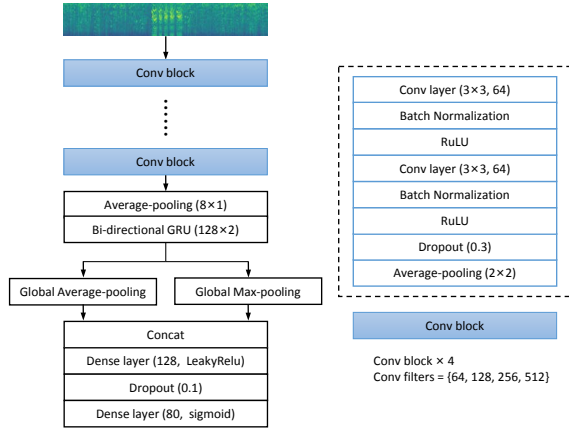 Conv block
Conv block
Average-pooling (8×1)
Bi-directional GRU (128×2)
Global Average-pooling
Global Max-pooling
Concat
Dense layer (128, LeakyRelu)
Dropout (0.1)
Dense layer (80, sigmoid)
Conv layer (3×3, 64)
Batch Normalization
RuLU
Conv layer (3×3, 64)
Batch Normalization
RuLU
Dropout (0.3)
Average-pooling (2×2)
Conv block
Conv block × 4
Conv filters = {64, 128, 256, 512}